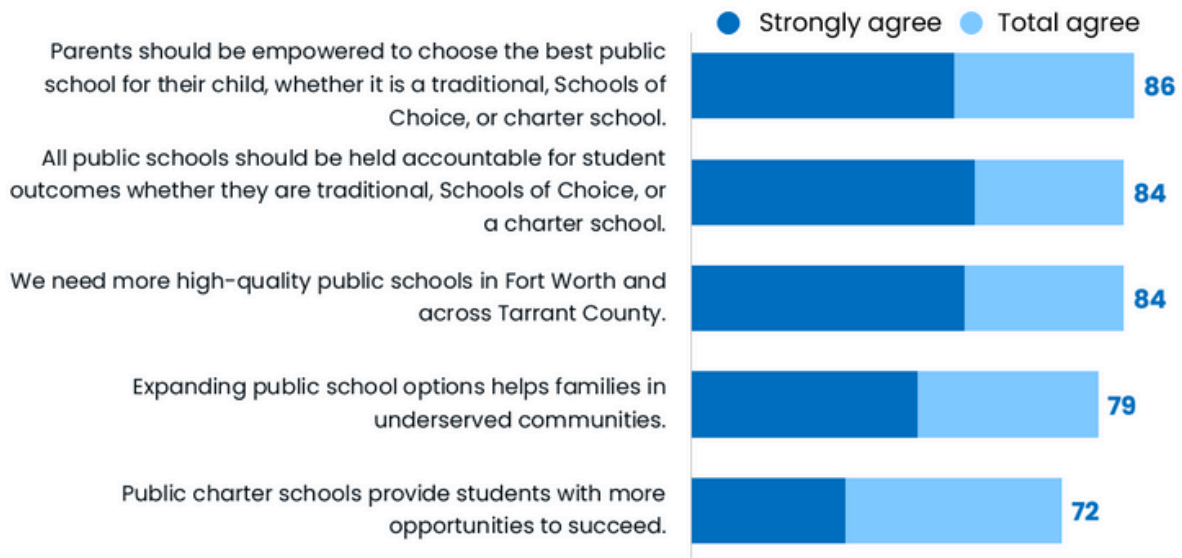 Strongly agree Total agree
Parents should be empowered to choose the best public
school for their child, whether it is a traditional, Schools of
Choice, or charter school.
86
All public schools should be held accountable for student
outcomes whether they are traditional, Schools of Choice, or
a charter school.
84
We need more high-quality public schools in Fort Worth and
across Tarrant County.
84
Expanding public school options helps families in
underserved communities.
79
Public charter schools provide students with more
opportunities to succeed.
72